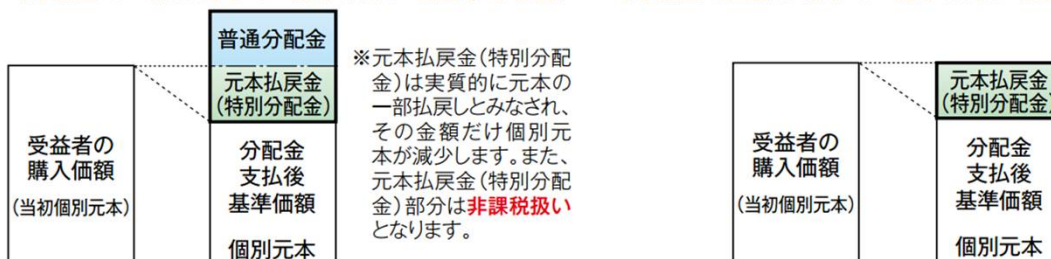 普通分配金
元本払戻金
(特別分配金)
受益者の
購入価額
(当初個別元本)
分配金
支払後
基準価額
個別元本
※元本払戻金(特別分配
金)は実質的に元本の
一部払戻しとみなされ、
その金額だけ個別元
本が減少します。また、
元本払戻金(特別分配
金)部分は非課税扱い
となります。
受益者の
購入価額
(当初個別元本)
元本払戻金
(特別分配金)
分配金
支払後
基準価額
個別元本